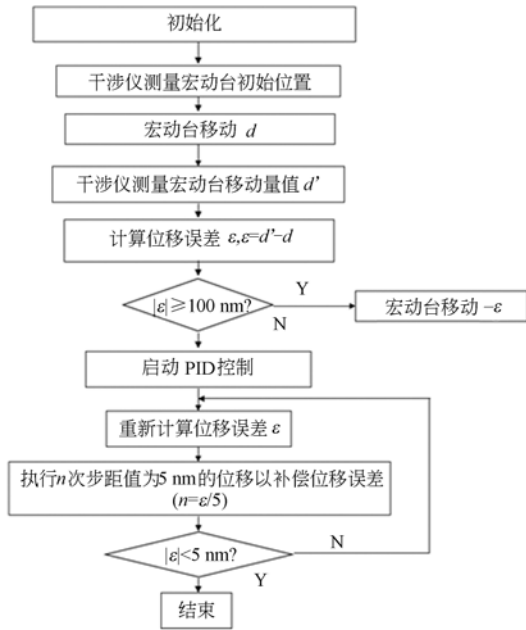 初始化
干涉仪测量宏动台初始位置
宏动台移动 d
干涉仪测量宏动台移动量值 d'
计算位移误差 ε,ε=d'-d
|ε|≥100 nm?
Y
宏动台移动 -ε
N
启动 PID控制
重新计算位移误差 ε
执行n次步距值为5 nm的位移以补偿位移误差
(n=ε/5)
|ε|<5 nm?
N
Y
结束